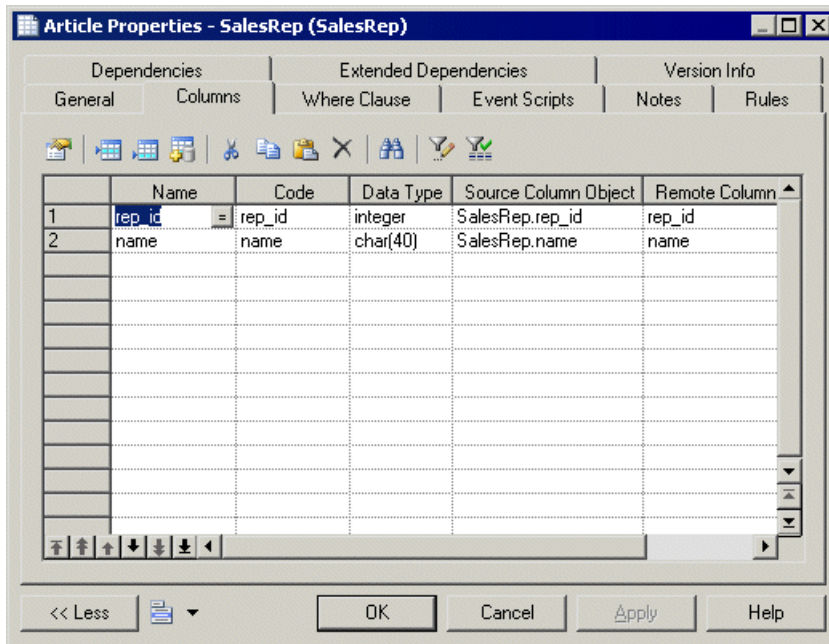 Article Properties - SalesRep (SalesRep)
Dependencies Extended Dependencies Version Info
General Columns Where Clause Event Scripts Notes Rules
Name Code Data Type Source Column Object Remote Column
1 rep_id = rep_id integer SalesRep.rep_id rep_id
2 name name char(40) SalesRep.name name
<< Less OK Cancel Apply Help